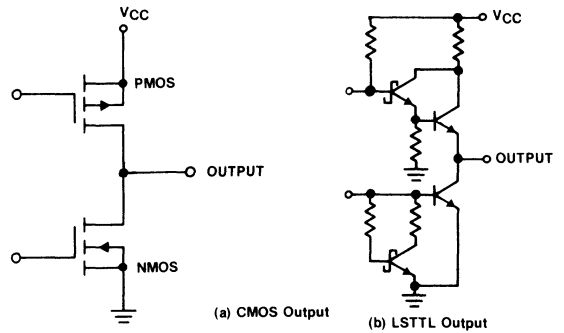 VCC
PMOS
OUTPUT
NMOS
(a) CMOS Output
VCC
OUTPUT
(b) LSTTL Output